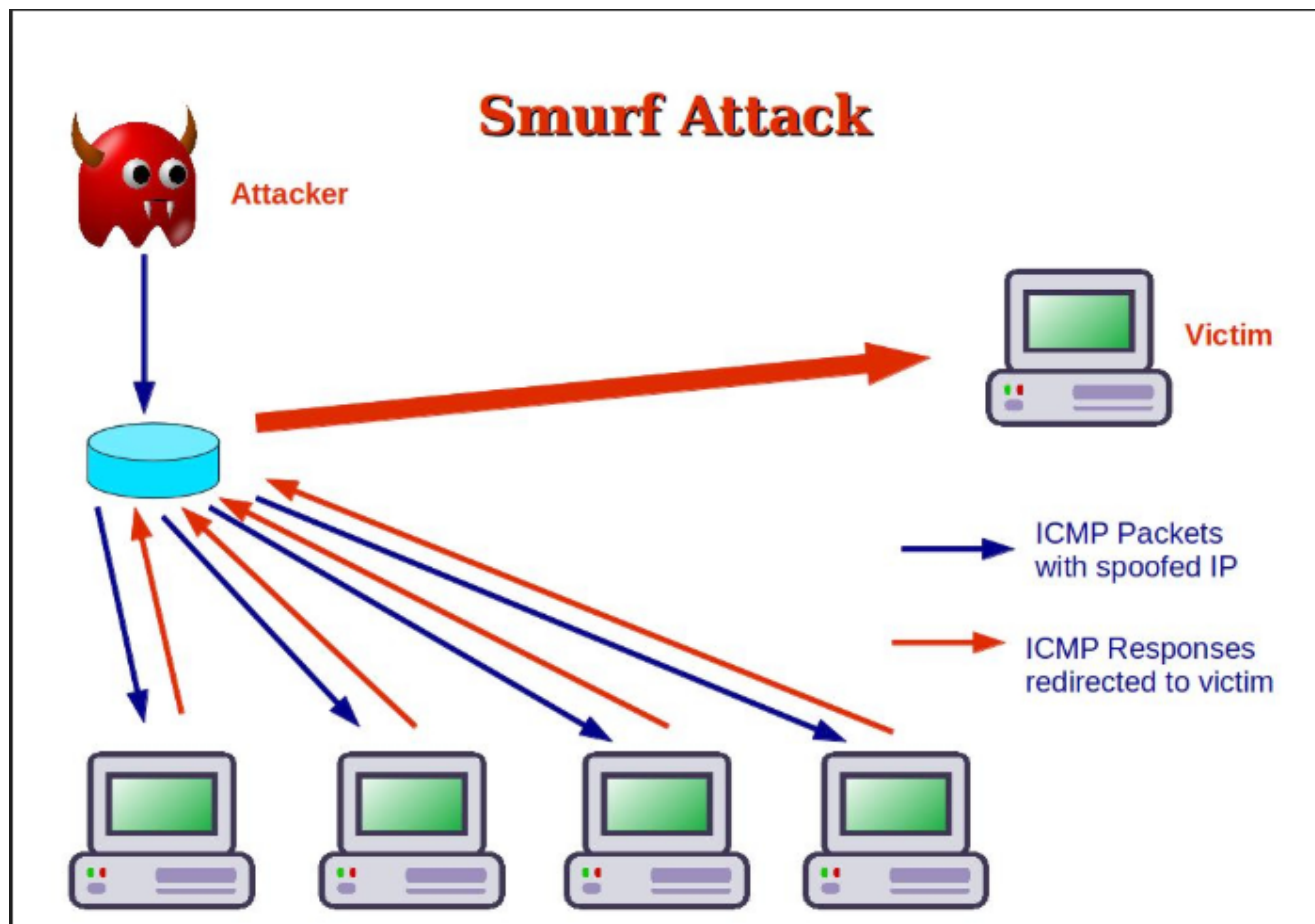 Smurf Attack
Attacker
Victim
ICMP Packets
with spoofed IP
ICMP Responses
redirected to victim